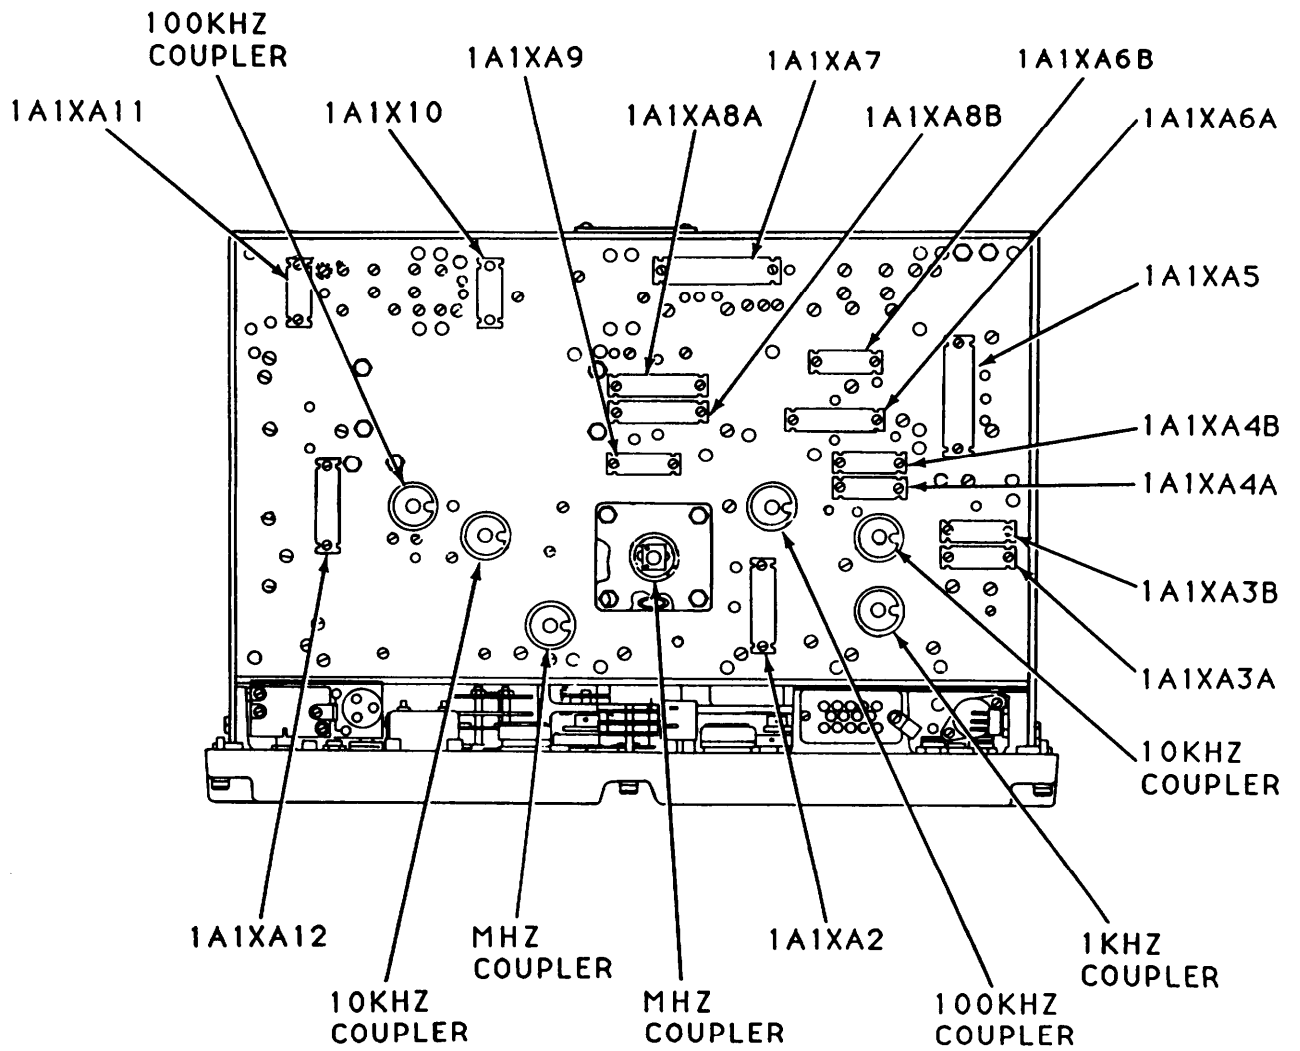 100KHZ
COUPLER
1A1XA9
1A1XA7
1A1XA6B
1A1XA11
1A1X10
1A1XA8A
1A1XA8B
1A1XA6A
1A1XA5
1A1XA4B
1A1XA4A
1A1XA3B
1A1XA3A
10KHZ
COUPLER
1A1XA12
MHZ
COUPLER
1A1XA2
1KHZ
COUPLER
10KHZ
COUPLER
MHZ
COUPLER
100KHZ
COUPLER